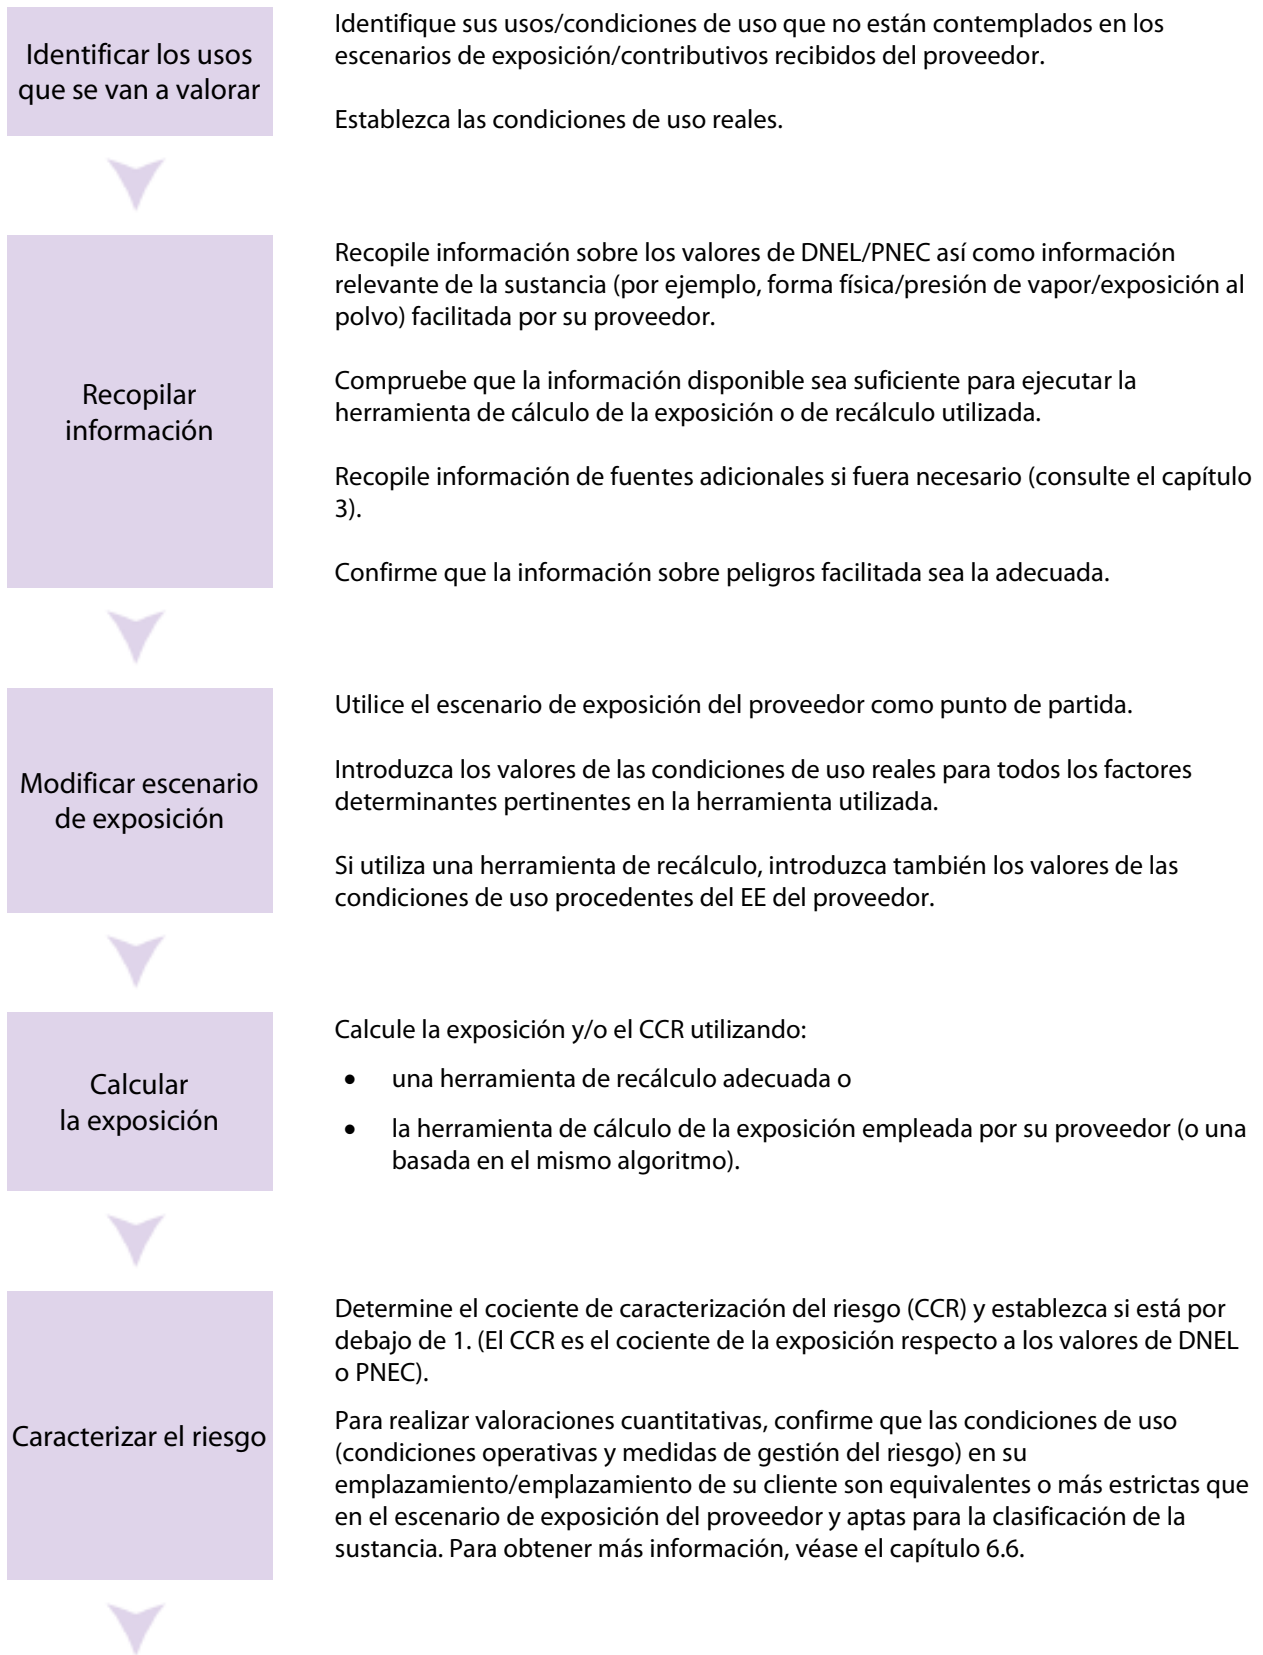 Identificar los usos
que se van a valorar
Identifique sus usos/condiciones de uso que no están contemplados en los
escenarios de exposición/contributivos recibidos del proveedor.
Establezca las condiciones de uso reales.
Recopilar
información
Recopile información sobre los valores de DNEL/PNEC así como información
relevante de la sustancia (por ejemplo, forma física/presión de vapor/exposición al
polvo) facilitada por su proveedor.
Compruebe que la información disponible sea suficiente para ejecutar la
herramienta de cálculo de la exposición o de recálculo utilizada.
Recopile información de fuentes adicionales si fuera necesario (consulte el capítulo
3).
Confirme que la información sobre peligros facilitada sea la adecuada.
Modificar escenario
de exposición
Utilice el escenario de exposición del proveedor como punto de partida.
Introduzca los valores de las condiciones de uso reales para todos los factores
determinantes pertinentes en la herramienta utilizada.
Si utiliza una herramienta de recálculo, introduzca también los valores de las
condiciones de uso procedentes del EE del proveedor.
Calcular
la exposición
Calcule la exposición y/o el CCR utilizando:
• una herramienta de recálculo adecuada o
• la herramienta de cálculo de la exposición empleada por su proveedor (o una
basada en el mismo algoritmo).
Caracterizar el riesgo
Determine el cociente de caracterización del riesgo (CCR) y establezca si está por
debajo de 1. (El CCR es el cociente de la exposición respecto a los valores de DNEL
o PNEC).
Para realizar valoraciones cuantitativas, confirme que las condiciones de uso
(condiciones operativas y medidas de gestión del riesgo) en su
emplazamiento/emplazamiento de su cliente son equivalentes o más estrictas que
en el escenario de exposición del proveedor y aptas para la clasificación de la
sustancia. Para obtener más información, véase el capítulo 6.6.